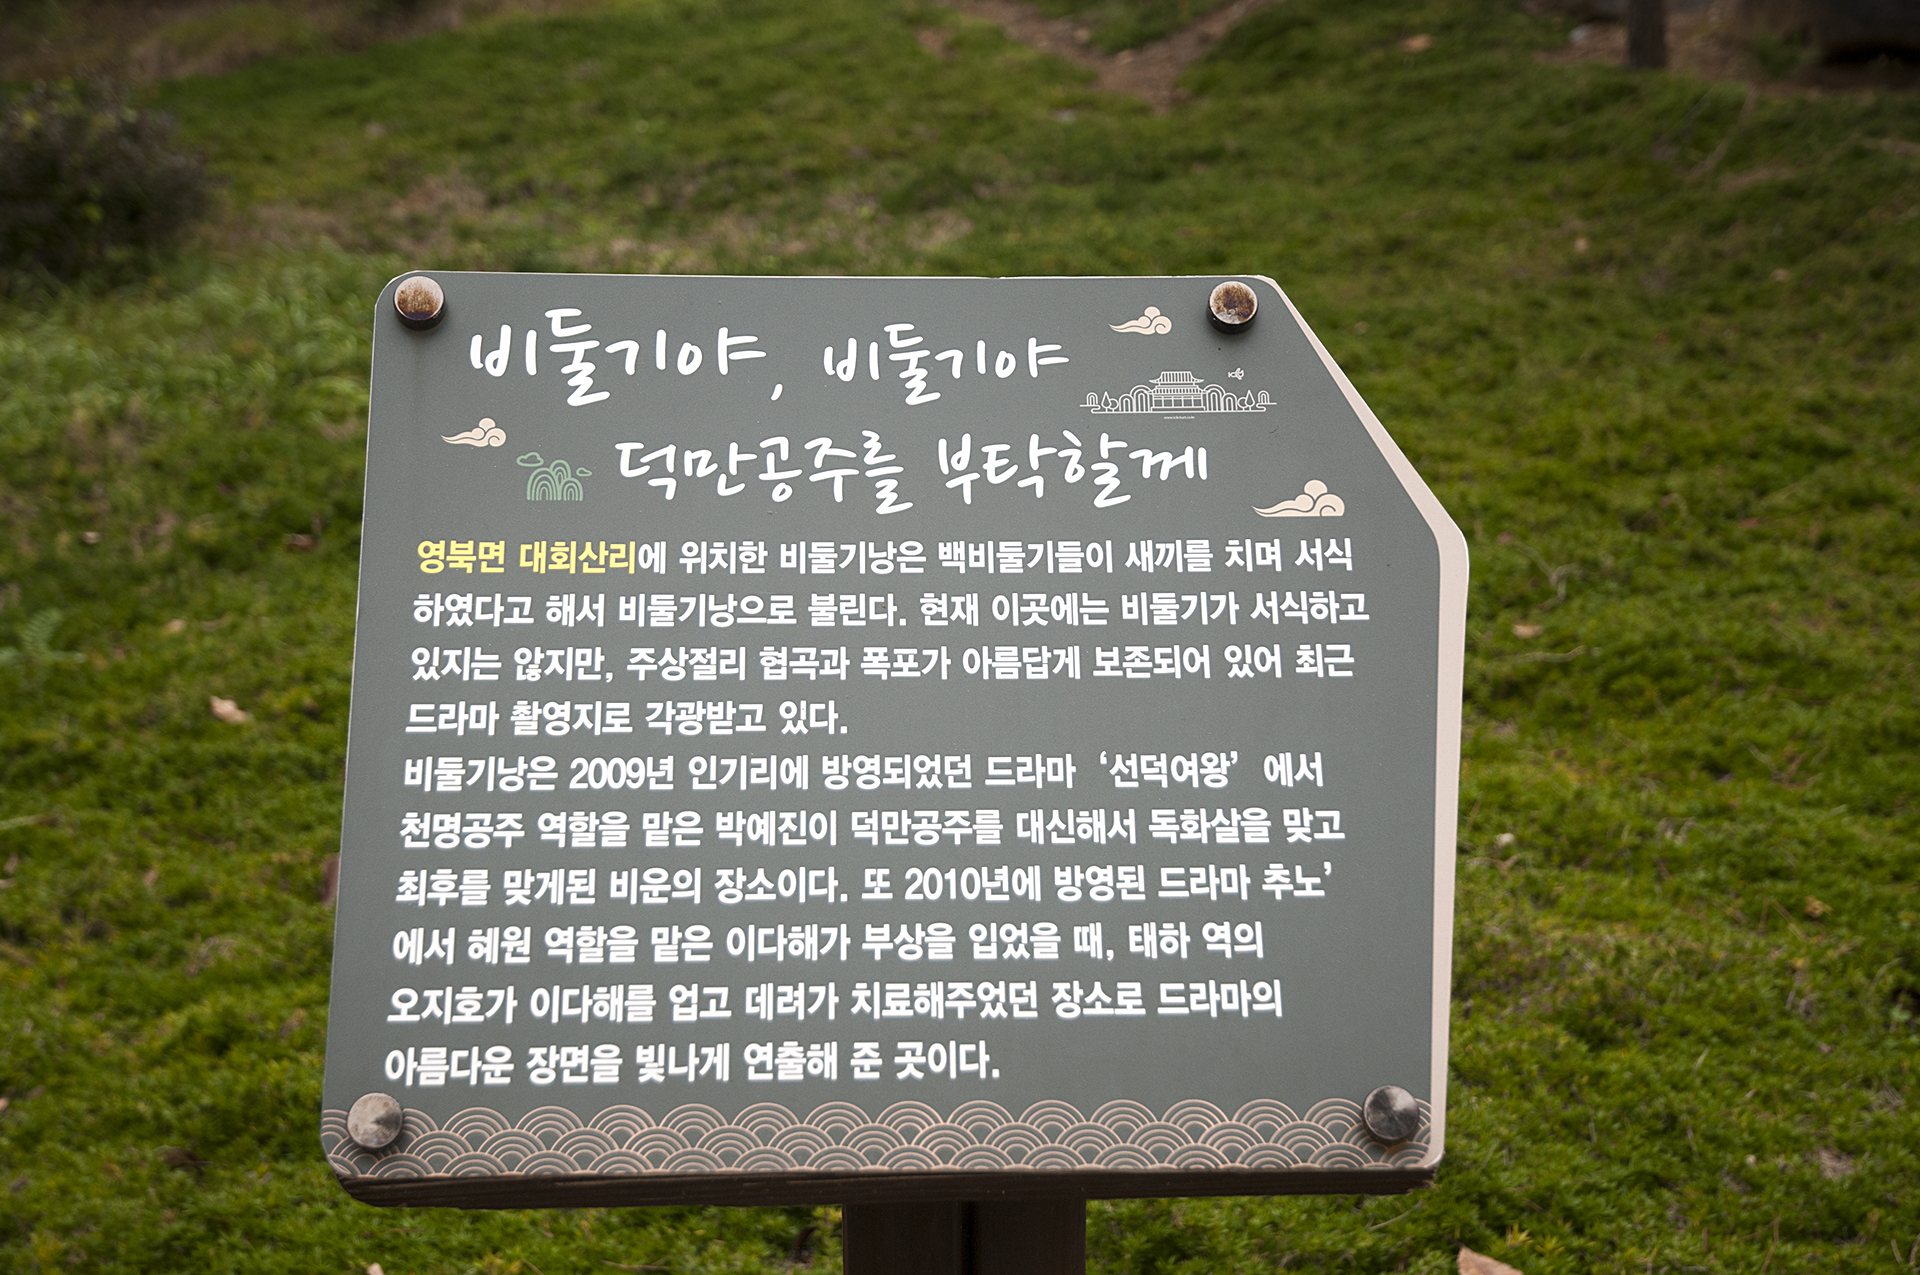 비둘기야, 비둘기야
덕만공주를 부탁할께
영북면 대회산리에 위치한 비둘기낭은 백비둘기들이 새끼를 치며 서식
하였다고 해서 비둘기낭으로 불린다. 현재 이곳에는 비둘기가 서식하고
있지는 않지만, 주상절리 협곡과 폭포가 아름답게 보존되어 있어 최근
드라마 촬영지로 각광받고 있다.
비둘기낭은 2009년 인기리에 방영되었던 드라마 ‘선덕여왕’ 에서
천명공주 역할을 맡은 박예진이 덕만공주를 대신해서 독화살을 맞고
최후를 맞게된 비운의 장소이다. 또 2010년에 방영된 드라마 추노’
에서 혜원 역할을 맡은 이다해가 부상을 입었을 때, 태하 역의
오지호가 이다해를 업고 데려가 치료해주었던 장소로 드라마의
아름다운 장면을 빛나게 연출해 준 곳이다.